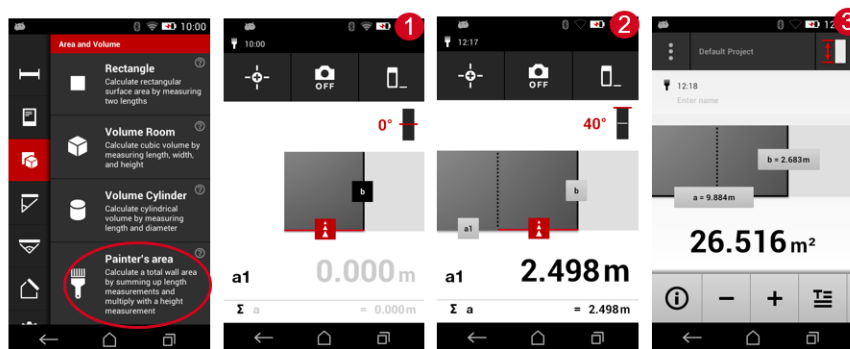 10:00
Area and Volume
Rectangle
Calculate rectangular
surface area by measuring
two lengths
Volume Room
Calculate cubic volume by
measuring length, width,
and height
Volume Cylinder
Calculate cylindrical
volume by measuring
length and diameter
Painter's area
Calculate a total wall area
by summing up length
measurements and
multiply with a height
measurement
1
10:00
OFF
0°
b
a1
0.000 m
Σ a
= 0.000m
2
12:17
OFF
40°
a1
b
a1
2.498 m
Σ a
= 2.498m
3
Default Project
12:18
Enter name
b = 2.683m
a = 9.884m
26.516 m²